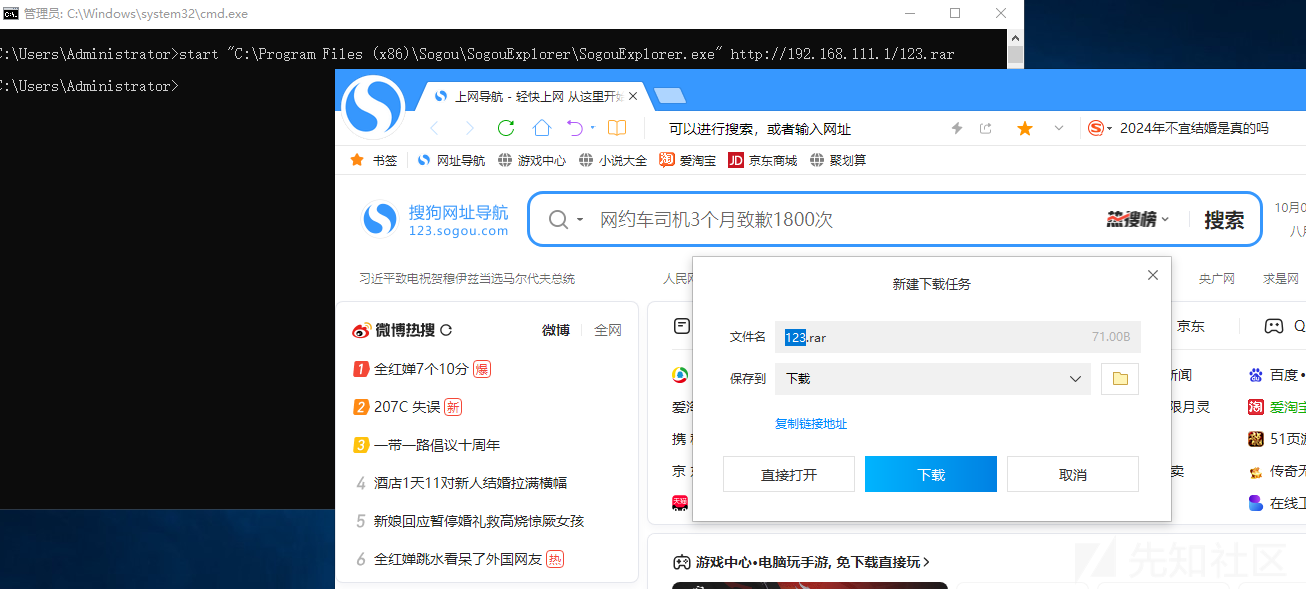 管理员: C:\Windows\system32\cmd.exe
:\Users\Administrator>start "C:\Program Files (x86)\Sogou\SogouExplorer\SogouExplorer.exe" http://192.168.111.1/123.rar
:\Users\Administrator>
上网导航 - 轻快上网 从这里开始
可以进行搜索，或者输入网址
2024年不宜结婚是真的吗
书签 网址导航 游戏中心 小说大全 爱淘宝 京东商城 聚划算
搜狗网址导航
123.sogou.com
网约车司机3个月致歉1800次 热搜榜 搜索
10月0
八月
习近平致电祝贺穆伊兹当选马尔代夫总统 人民网 央广网 求是网
微博热搜 微博 全网
1 全红婵7个10分 爆
2 207C 失误 新
3 一带一路倡议十周年
4 酒店1天11对新人结婚拉满横幅
5 新娘回应暂停婚礼救高烧惊厥女孩
6 全红婵跳水看呆了外国网友 热
新建下载任务
文件名 123.rar 71.00B
保存到 下载
复制链接地址
直接打开 下载 取消
京东 Q
新闻 百度•
爱淘 限月灵 淘 爱淘宝
携 51页游
京 卖 传奇
天猫 在线
游戏中心•电脑玩手游, 免下载直接玩
先知社区